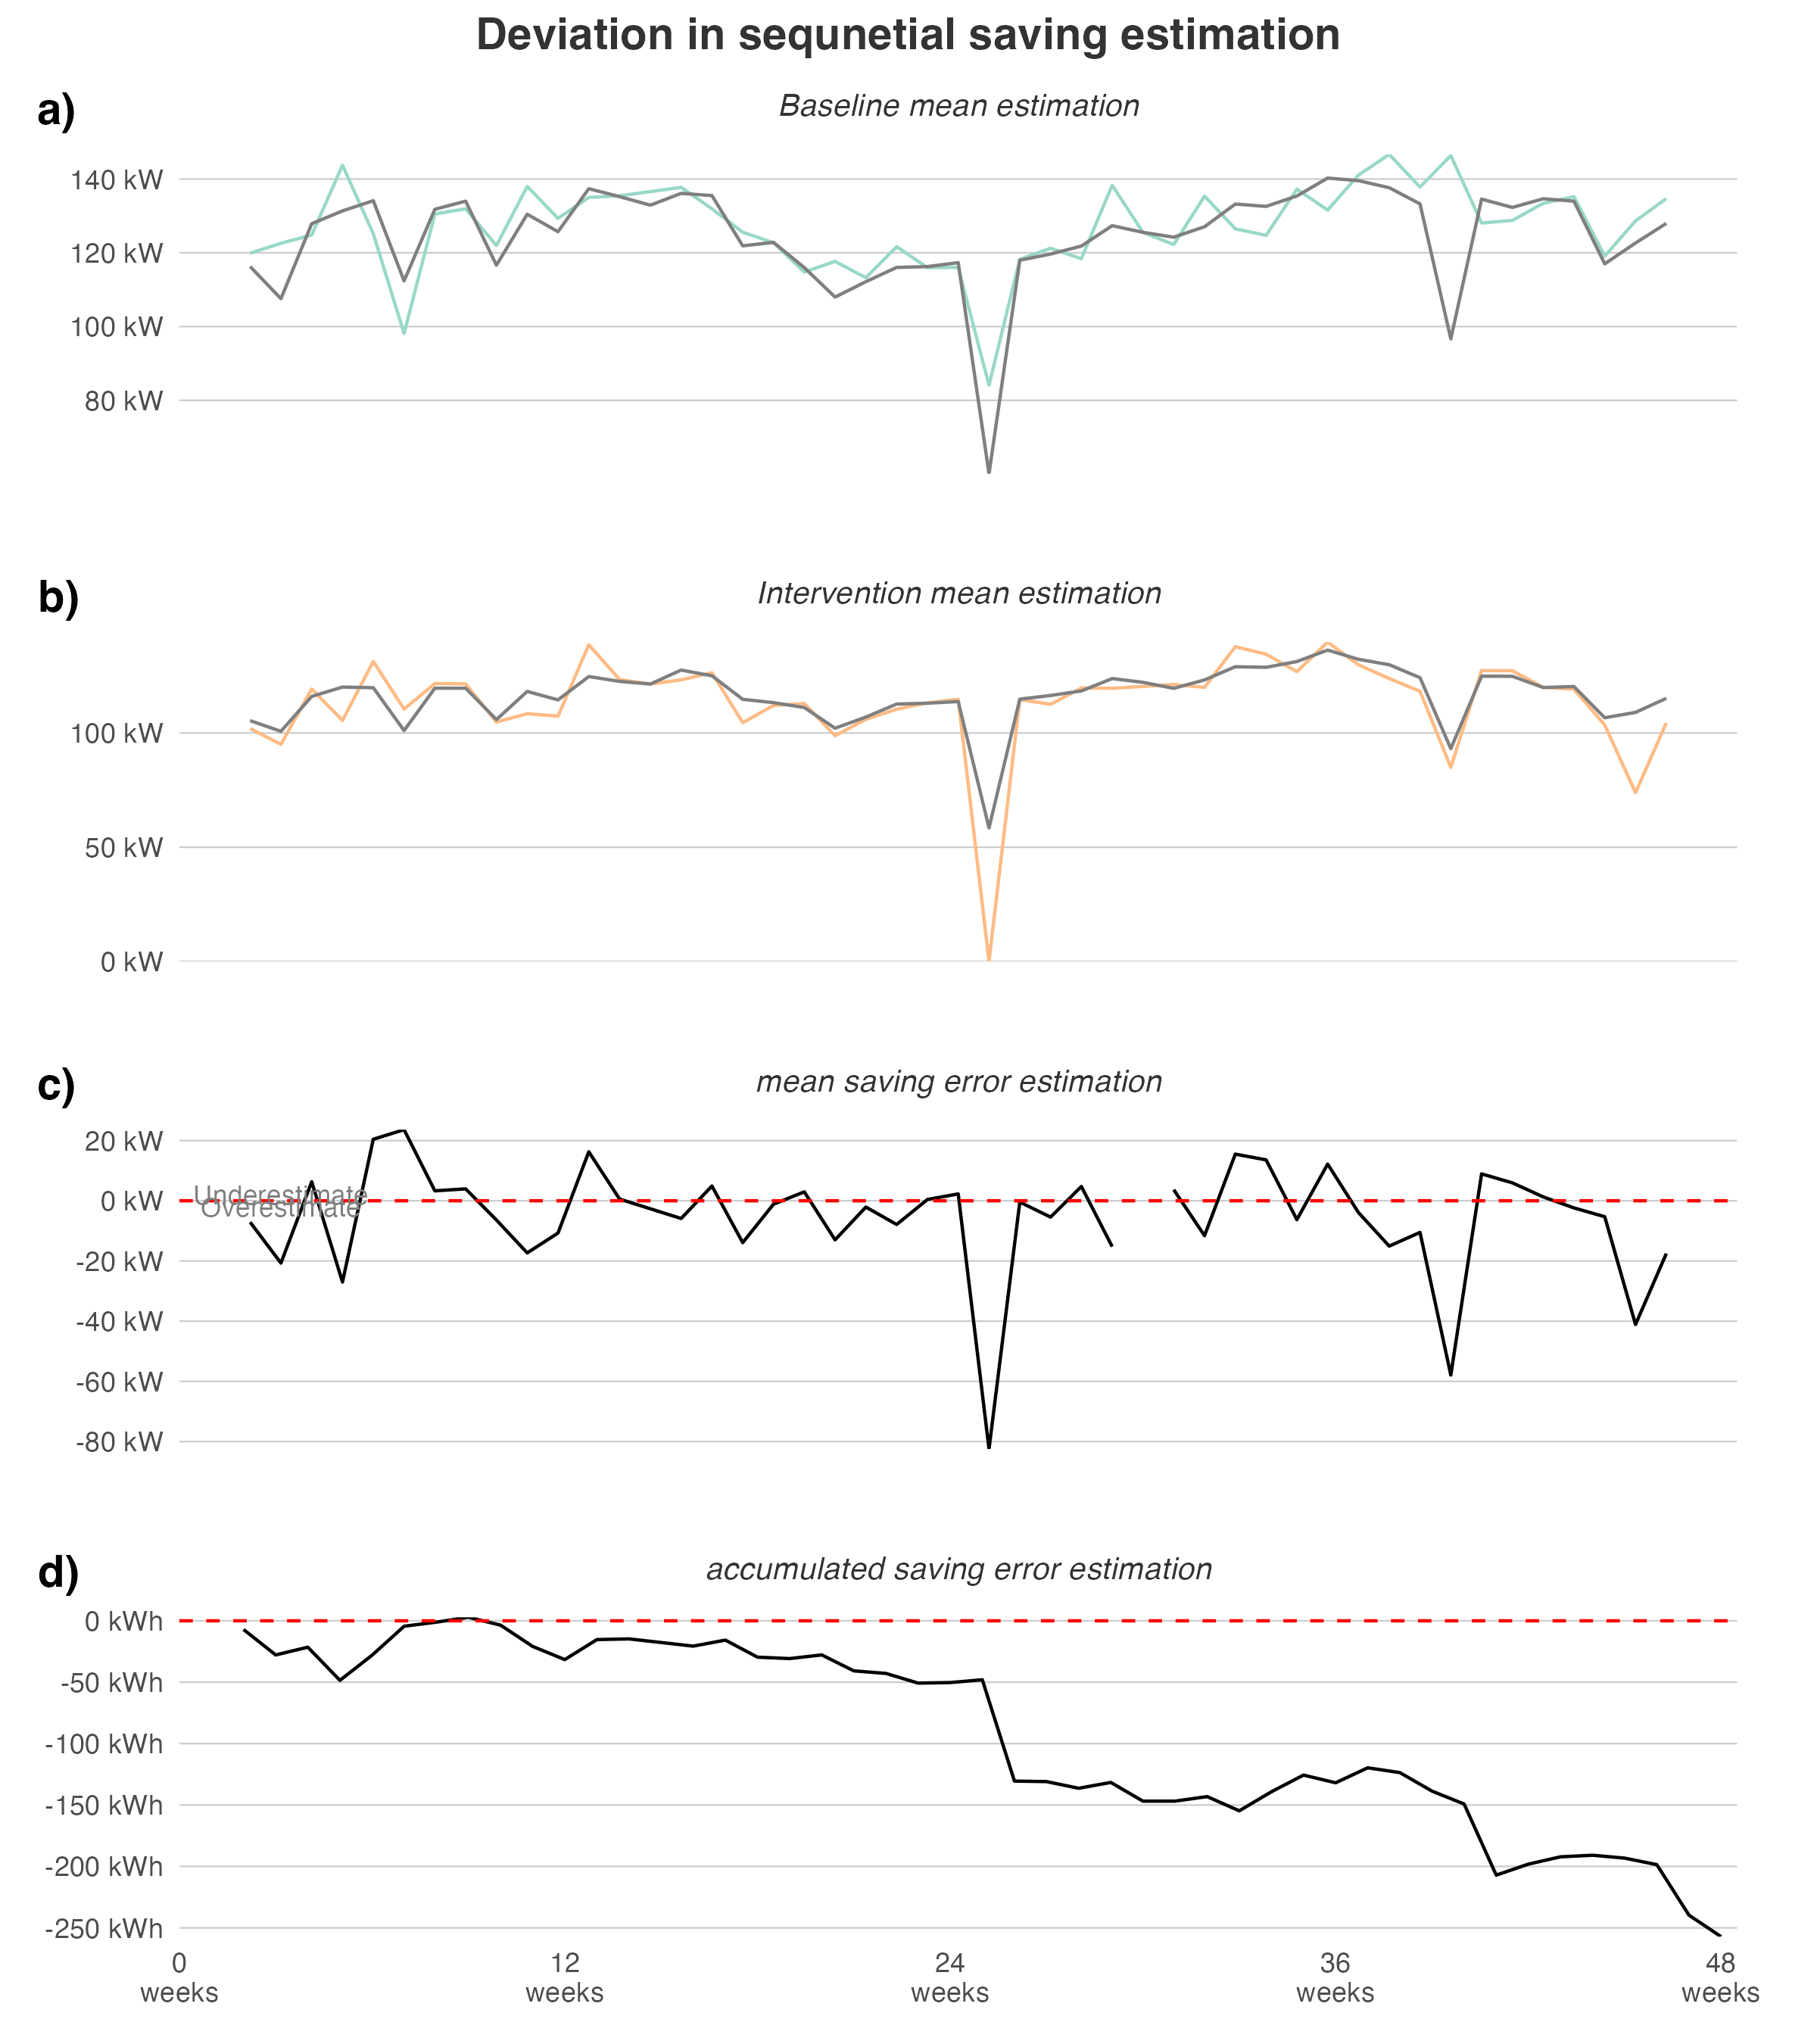 Deviation in sequnetial saving estimation
a)
Baseline mean estimation
140 kW
120 kW
100 kW
80 kW
b)
Intervention mean estimation
100 kW
50 kW
0 kW
c)
mean saving error estimation
20 kW
Underestimate
0 kW
Overestimate
-20 kW
-40 kW
-60 kW
-80 kW
d)
accumulated saving error estimation
0 kWh
-50 kWh
-100 kWh
-150 kWh
-200 kWh
-250 kWh
0 12 24 36 48
weeks weeks weeks weeks weeks